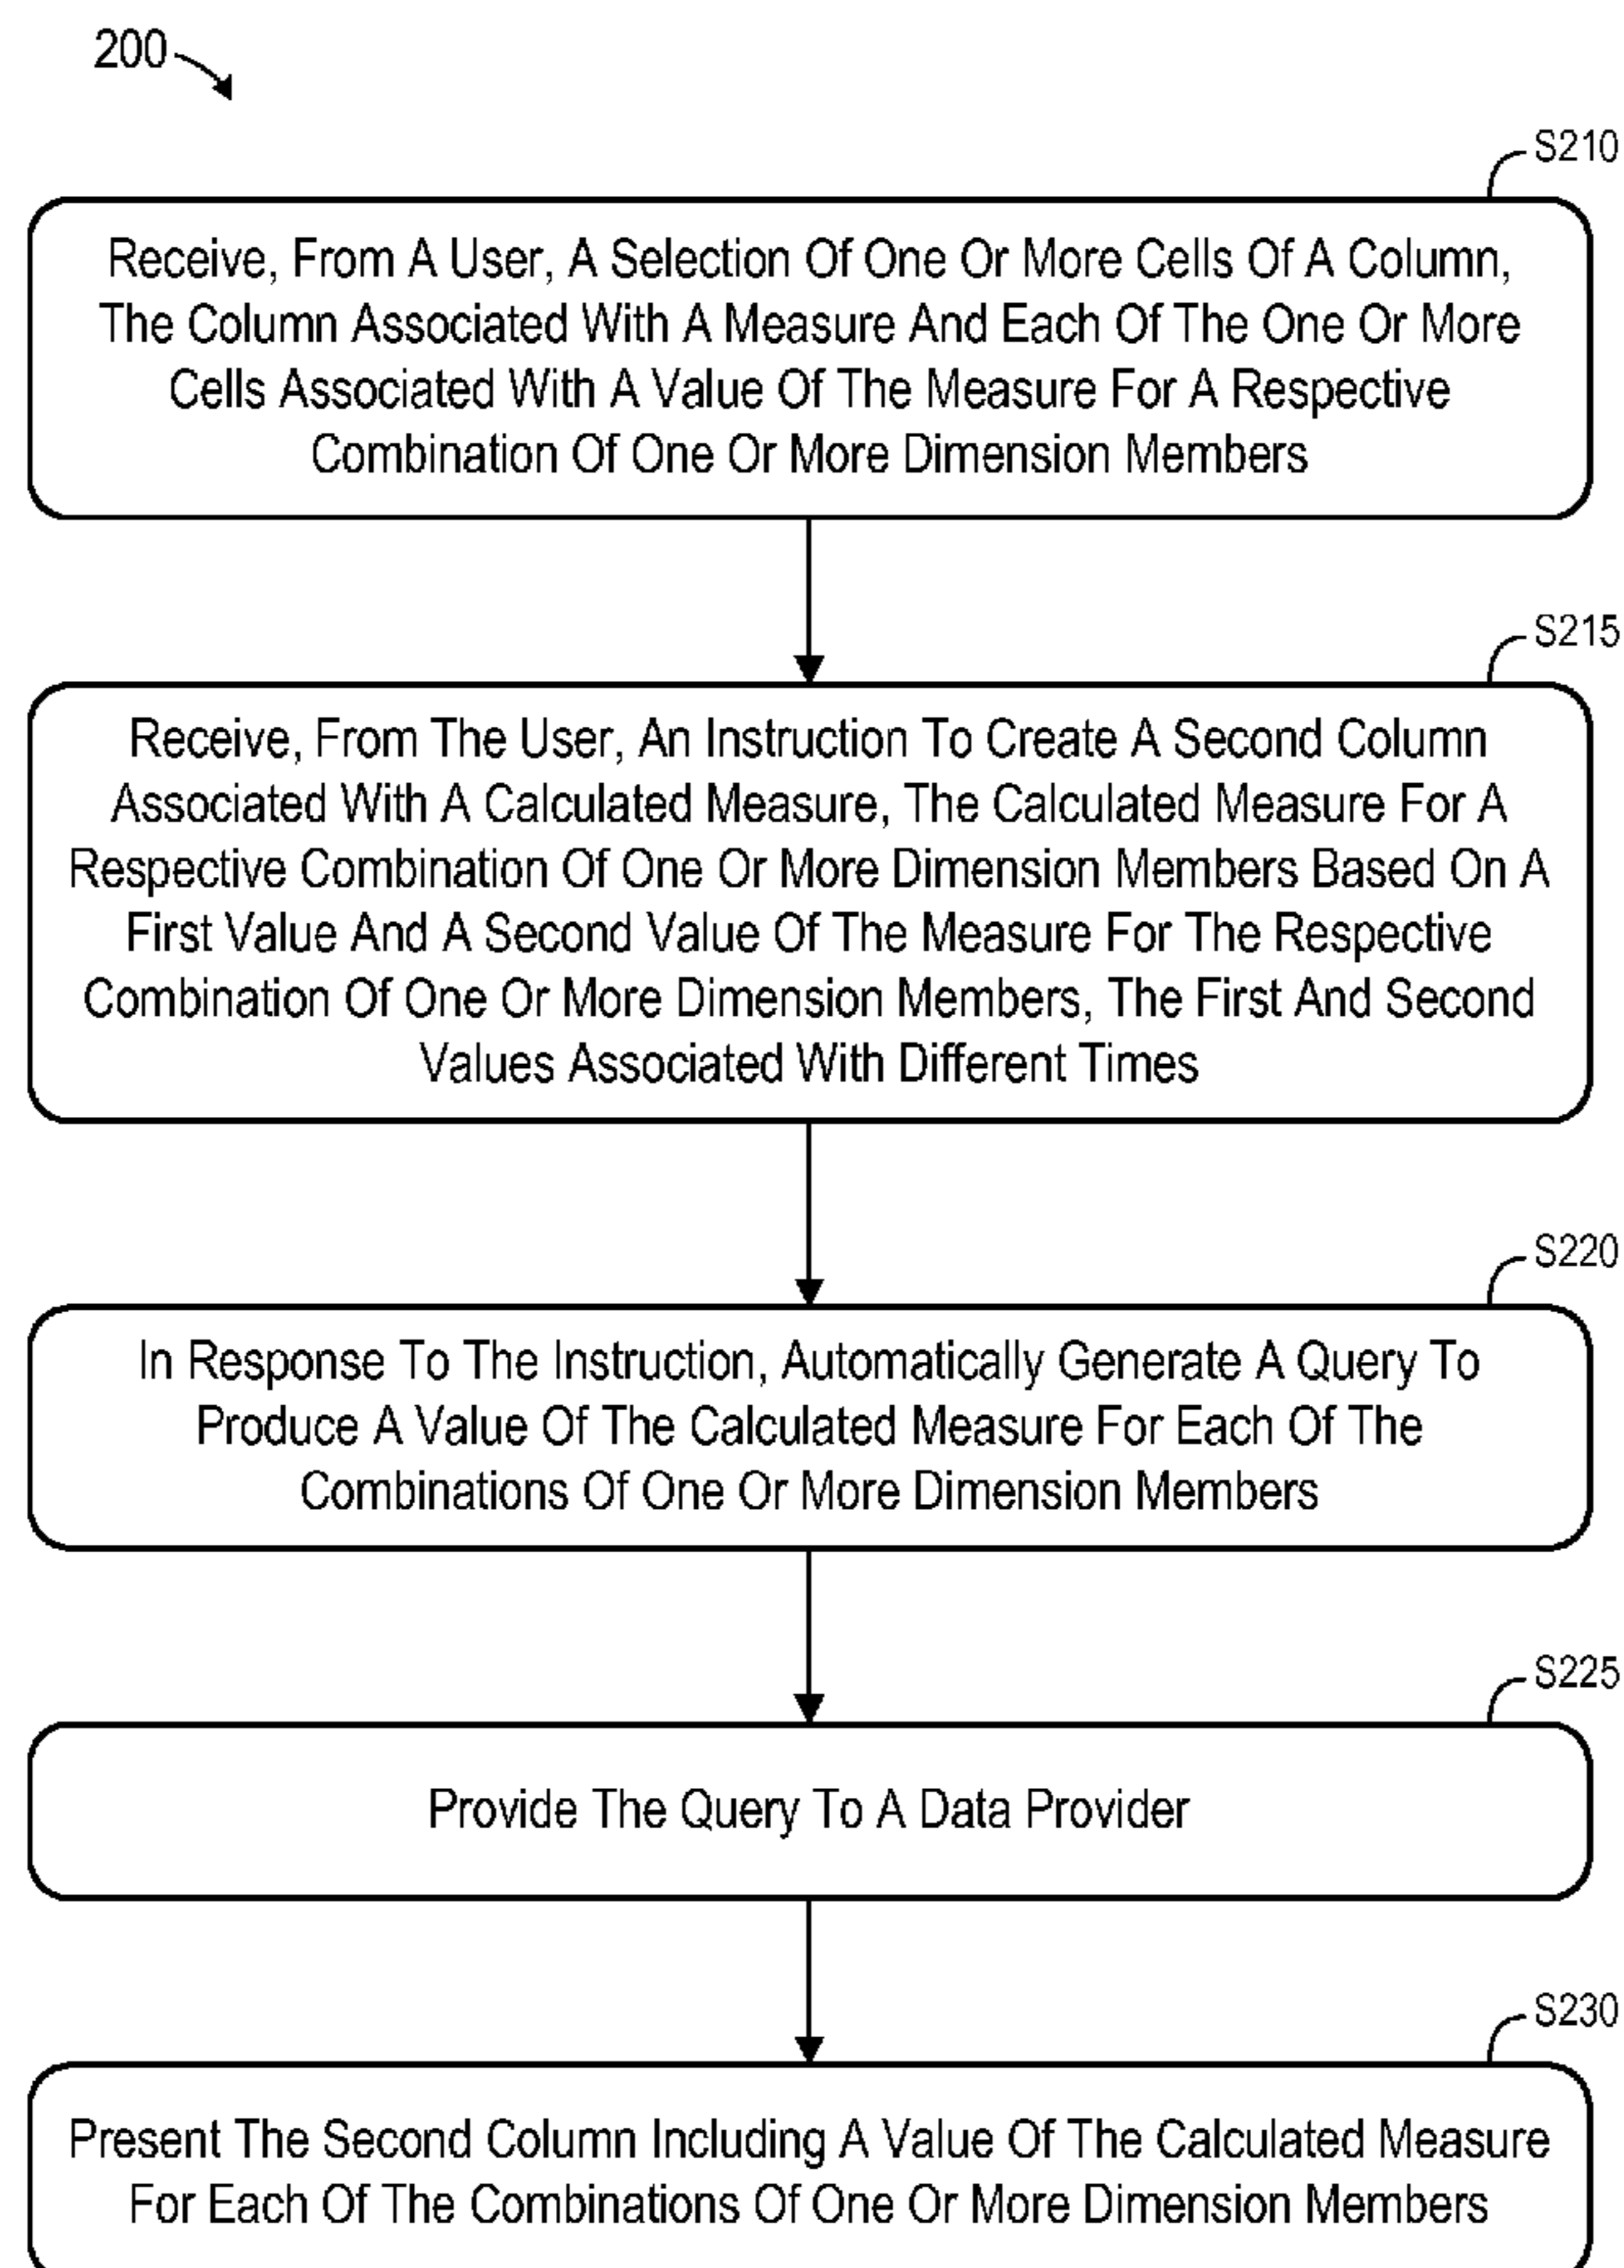 200
S210
Receive, From A User, A Selection Of One Or More Cells Of A Column,
The Column Associated With A Measure And Each Of The One Or More
Cells Associated With A Value Of The Measure For A Respective
Combination Of One Or More Dimension Members
S215
Receive, From The User, An Instruction To Create A Second Column
Associated With A Calculated Measure, The Calculated Measure For A
Respective Combination Of One Or More Dimension Members Based On A
First Value And A Second Value Of The Measure For The Respective
Combination Of One Or More Dimension Members, The First And Second
Values Associated With Different Times
S220
In Response To The Instruction, Automatically Generate A Query To
Produce A Value Of The Calculated Measure For Each Of The
Combinations Of One Or More Dimension Members
S225
Provide The Query To A Data Provider
S230
Present The Second Column Including A Value Of The Calculated Measure
For Each Of The Combinations Of One Or More Dimension Members